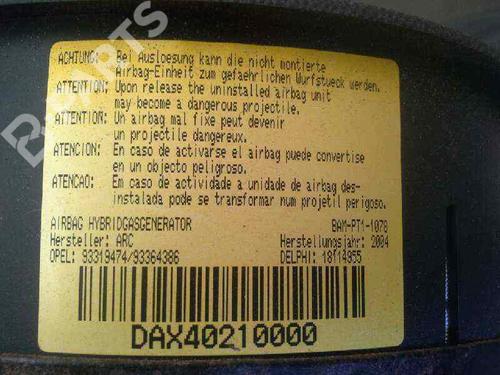 ACHTUNG: Bei Ausloesung kann die nicht montierte
Airbag-Einheit zum gefaehrlichen Wurfstueck werden.
ATTENTION: Upon release the uninstalled airbag unit
may become a dangerous projectile.
ATTENTION: Un airbag mal fixe peut devenir
un projectile dangereux.
ATENCION: En caso de activarse el airbag puede convertise
en un objecto peligroso.
ATENCAO: Em caso de actividade a unidade de airbag des-
instalada pode se transformar num projetil perigoso.
AIRBAG HYBRIDGASGENERATOR BAM-PT1-1078
Hersteller: ARC Herstellungsjahr: 2004
OPEL: 93319474/93364386 DELPHI: 18114355
DAX40210000
B-PARTS